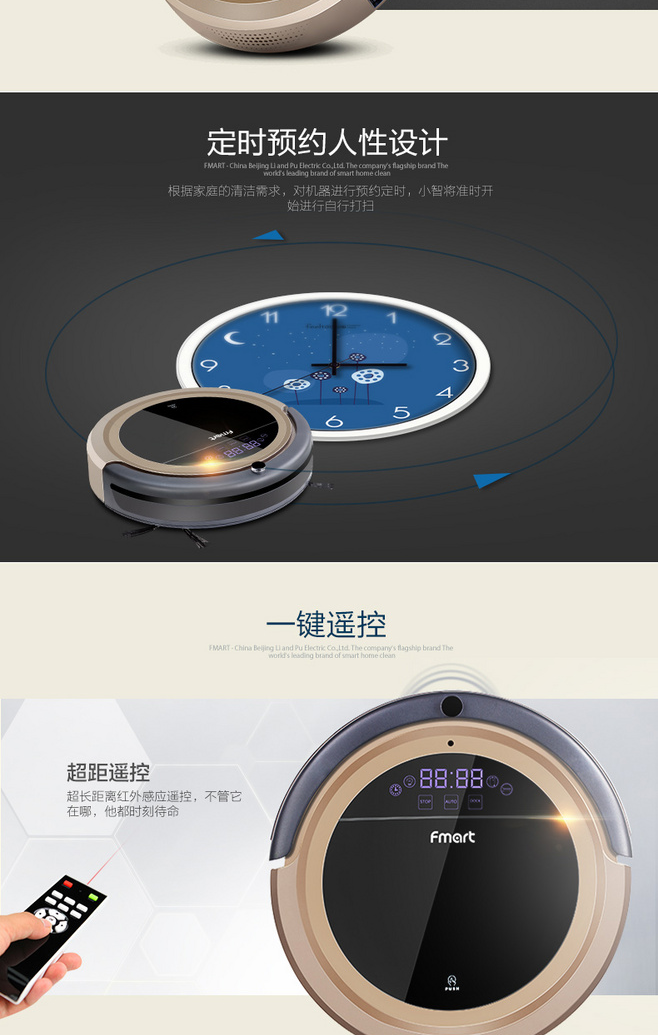 定时预约人性设计
FMART - China Beijing Li and Pu Electric Co.,Ltd. The company's flagship brand The
world's leading brand of smart home clean
根据家庭的清洁需求，对机器进行预约定时，小智将准时开
始进行自行打扫
11 12 1
2
9 3
4
6 5
Fmart
88:88
一键遥控
FMART - China Beijing Li and Pu Electric Co.,Ltd. The company's flagship brand The
world's leading brand of smart home clean
超距遥控
超长距离红外感应遥控，不管它
在哪，他都时刻待命
88:88
STOP AUTO
Fmart
PUSH